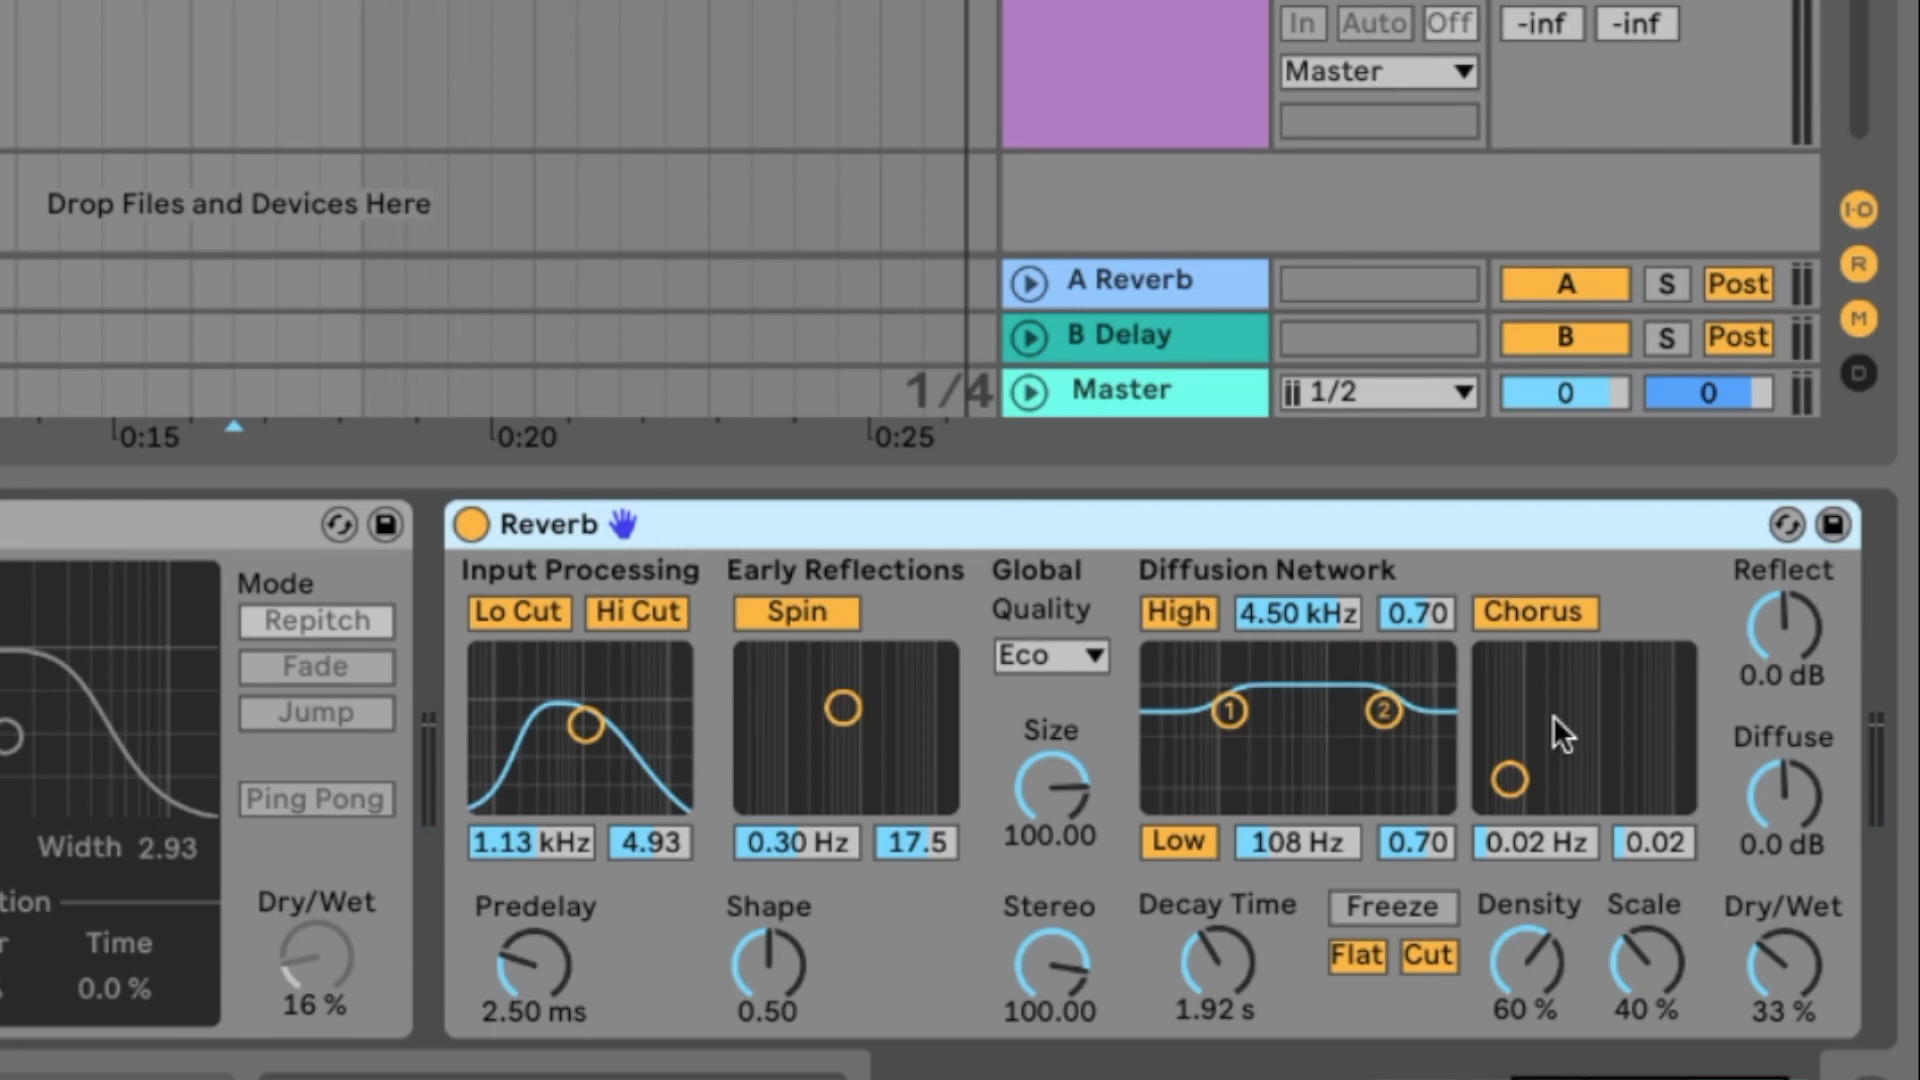 In Auto Off -inf -inf
Master
Drop Files and Devices Here
I·O
A Reverb A S Post
R
B Delay B S Post
M
1/4 Master 1/2 0 0
D
0:15 0:20 0:25
Reverb
Mode
Repitch
Fade
Jump
Ping Pong
Width 2.93
Dry/Wet
Time
0.0 %
16 %
Input Processing Early Reflections Global Diffusion Network Reflect
Lo Cut Hi Cut Spin Quality High 4.50 kHz 0.70 Chorus
Eco
0.0 dB
1 2
Size
Diffuse
100.00
1.13 kHz 4.93 0.30 Hz 17.5 Low 108 Hz 0.70 0.02 Hz 0.02 0.0 dB
Predelay Shape Stereo Decay Time Freeze Density Scale Dry/Wet
Flat Cut
2.50 ms 0.50 100.00 1.92 s 60 % 40 % 33 %